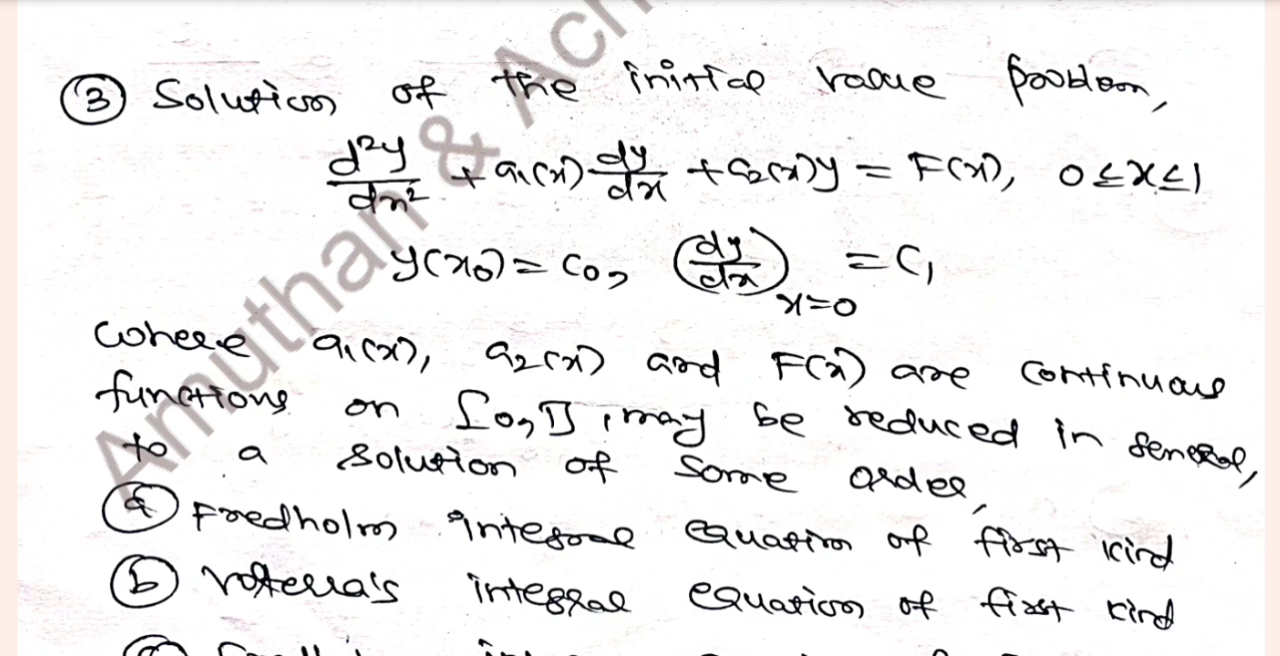 ③ Solution of the initial value problem,
d²y/dx² + a₁(x) dy/dx + a₂(x)y = F(x), 0≤x≤1
y(x₀) = c₀, (dy/dx)ₓ₌₀ = C₁
where a₁(x), a₂(x) and F(x) are continuous
functions on [0,1], may be reduced in general,
to a solution of some order,
ⓐ Fredholm integral equation of first kind
ⓑ Volterra's integral equation of first kind
Amuthan & Ach